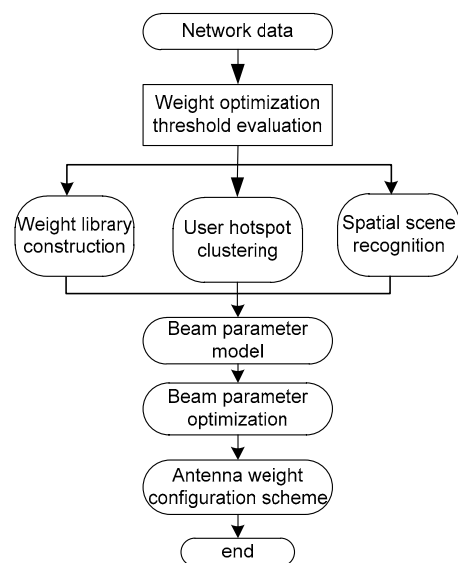 Network data
Weight optimization
threshold evaluation
Weight library
construction
User hotspot
clustering
Spatial scene
recognition
Beam parameter
model
Beam parameter
optimization
Antenna weight
configuration scheme
end